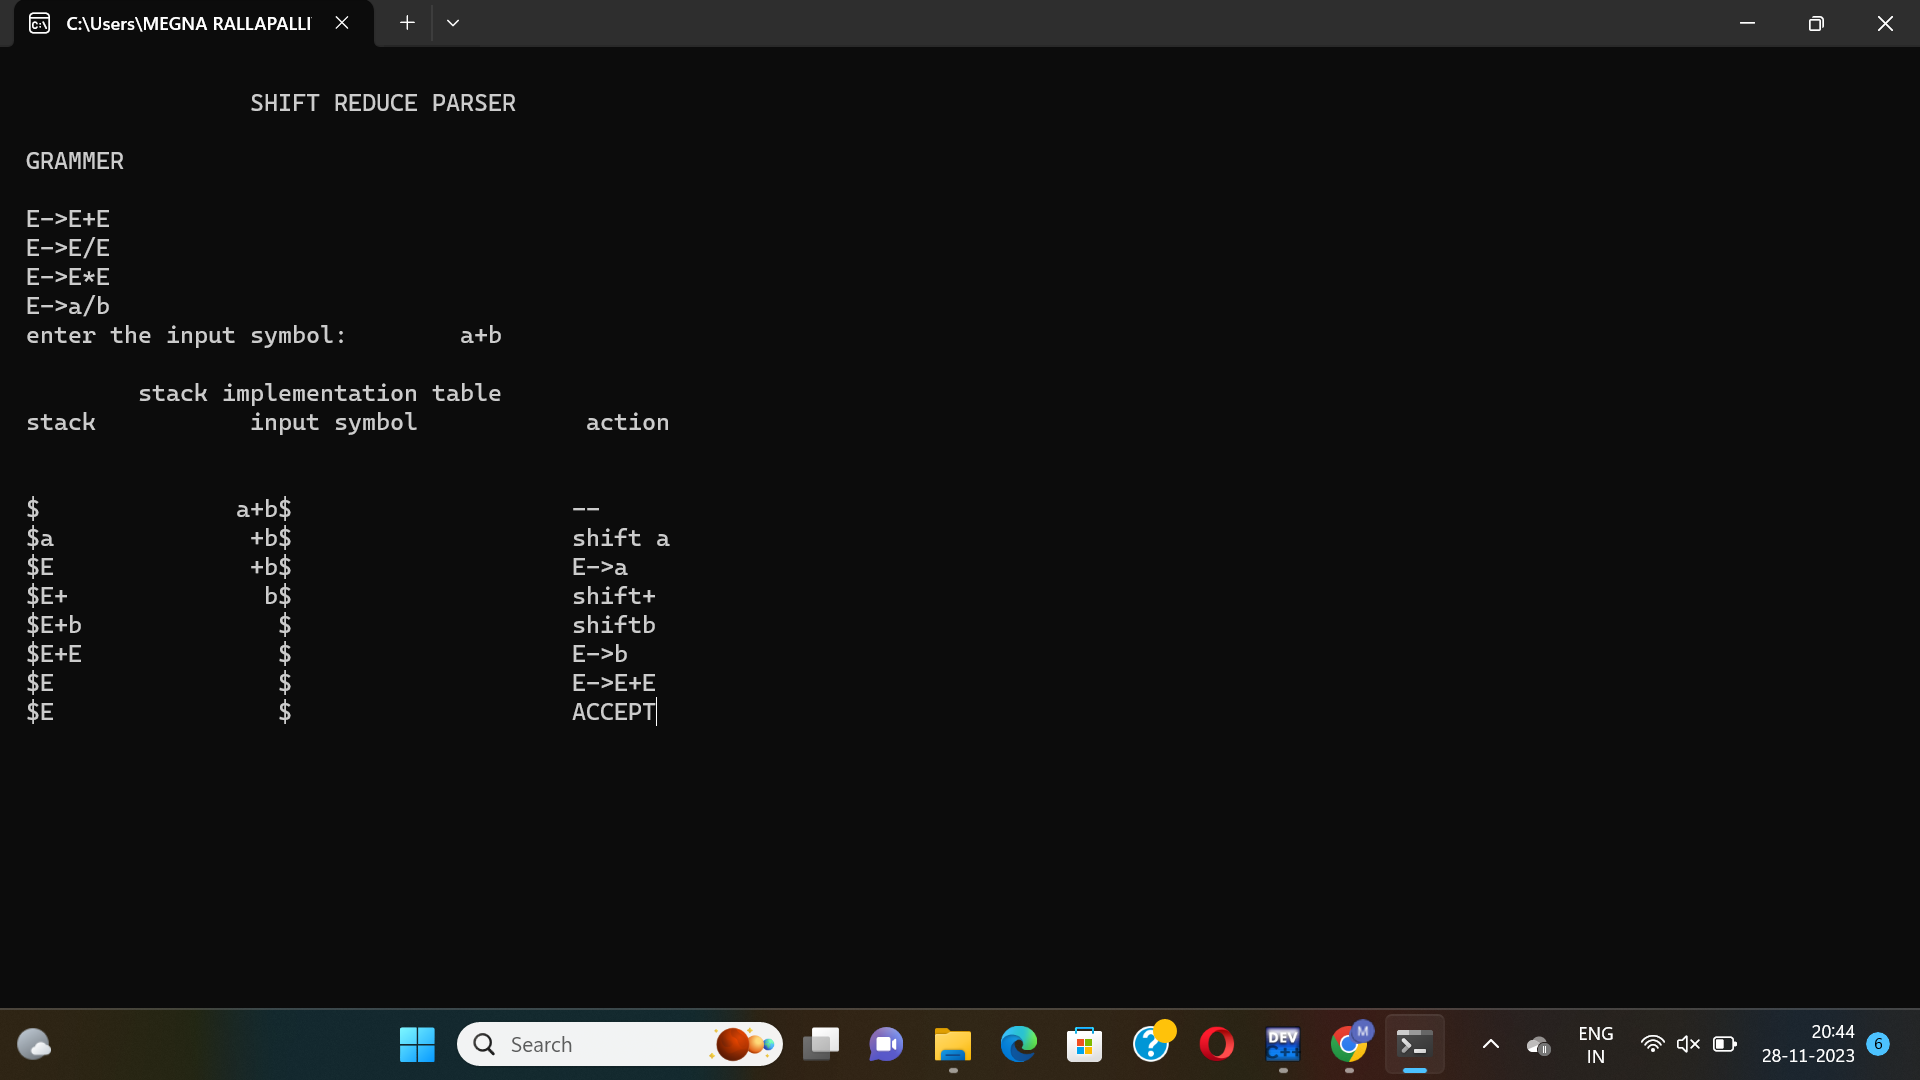 C:\Users\MEGNA RALLAPALLI
SHIFT REDUCE PARSER
GRAMMER
E->E+E
E->E/E
E->E*E
E->a/b
enter the input symbol: a+b
stack implementation table
stack input symbol action
$ a+b$ --
$a +b$ shift a
$E +b$ E->a
$E+ b$ shift+
$E+b $ shiftb
$E+E $ E->b
$E $ E->E+E
$E $ ACCEPT
Search
DEV
C++
M
ENG
IN
20:44
28-11-2023
6